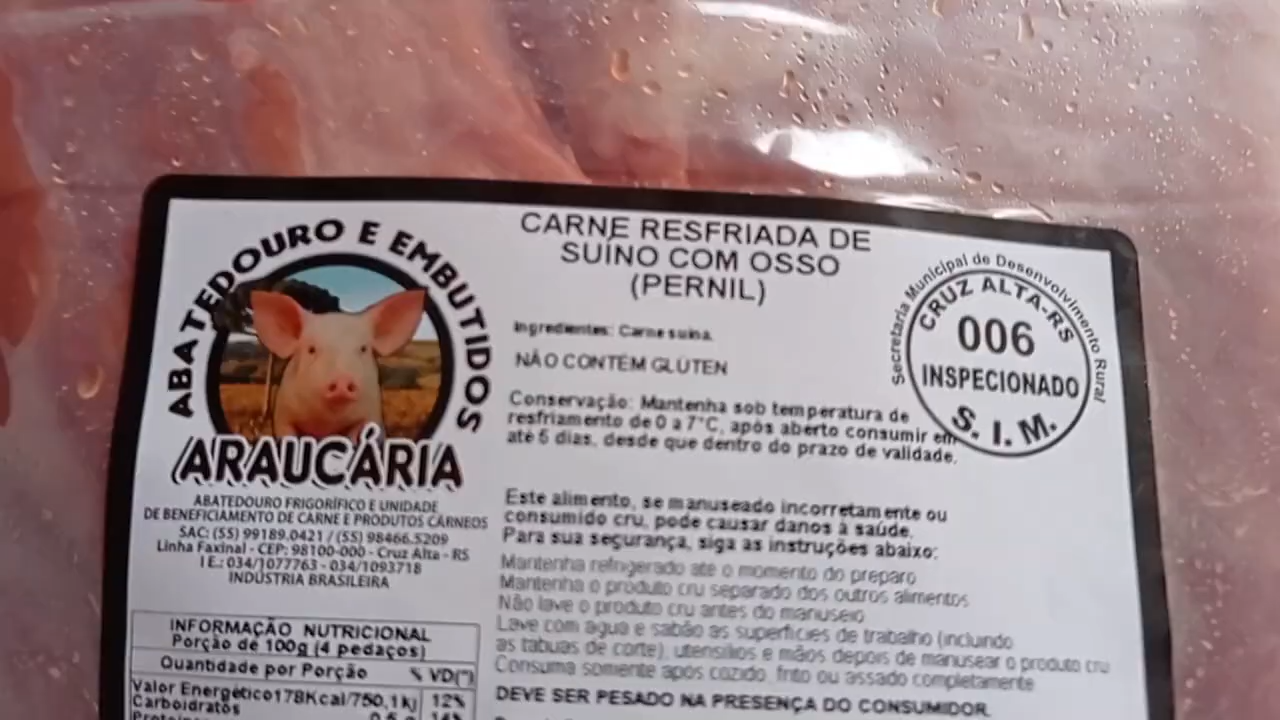 ABATEDOURO E EMBUTIDOS
ARAUCÁRIA
ABATEDOURO FRIGORÍFICO E UNIDADE
DE BENEFICIAMENTO DE CARNE E PRODUTOS CÁRNEOS
SAC: (55) 99189.0421 / (55) 98466.5209
Linha Faxinal - CEP: 98100-000 - Cruz Alta - RS
I E.: 034/1077763 - 034/1093718
INDÚSTRIA BRASILEIRA
INFORMAÇÃO NUTRICIONAL
Porção de 100g (4 pedaços)
Quantidade por Porção % VD(*)
Valor Energético 178Kcal/750,1kj 12%
Carboidratos
CARNE RESFRIADA DE
SUÍNO COM OSSO
(PERNIL)
Ingredientes: Carne suína.
NÃO CONTÉM GLÚTEN
Conservação: Mantenha sob temperatura de
resfriamento de 0 a 7°C, após aberto consumir em
até 5 dias, desde que dentro do prazo de validade.
Este alimento, se manuseado incorretamente ou
consumido cru, pode causar danos à saúde.
Para sua segurança, siga as instruções abaixo:
Mantenha refrigerado até o momento do preparo
Mantenha o produto cru separado dos outros alimentos
Não lave o produto cru antes do manuseio
Lave com água e sabão as superfícies de trabalho (incluindo
as tábuas de corte), utensílios e mãos depois de manusear o produto cru
Consuma somente após cozido, frito ou assado completamente
DEVE SER PESADO NA PRESENÇA DO CONSUMIDOR.
Secretaria Municipal de Desenvolvimento Rural
CRUZ ALTA-RS
006
INSPECIONADO
S. I. M.